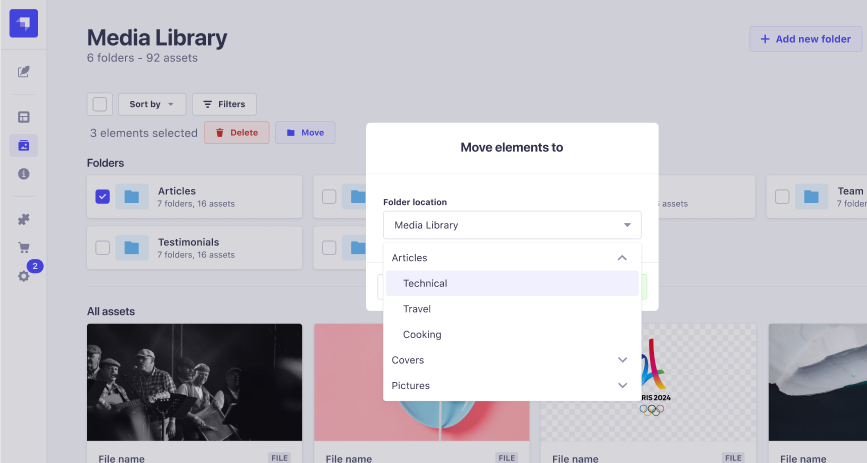 Media Library
6 folders - 92 assets
Add new folder
Sort by
Filters
3 elements selected
Delete
Move
Move elements to
Folders
Articles
7 folders, 16 assets
assets
Team
Testimonials
7 folders, 16 assets
2
Folder location
Media Library
Articles
Technical
Travel
Cooking
Covers
Pictures
All assets
RIS 2024
File name
FILE
File name
FILE
File name
FILE
File name